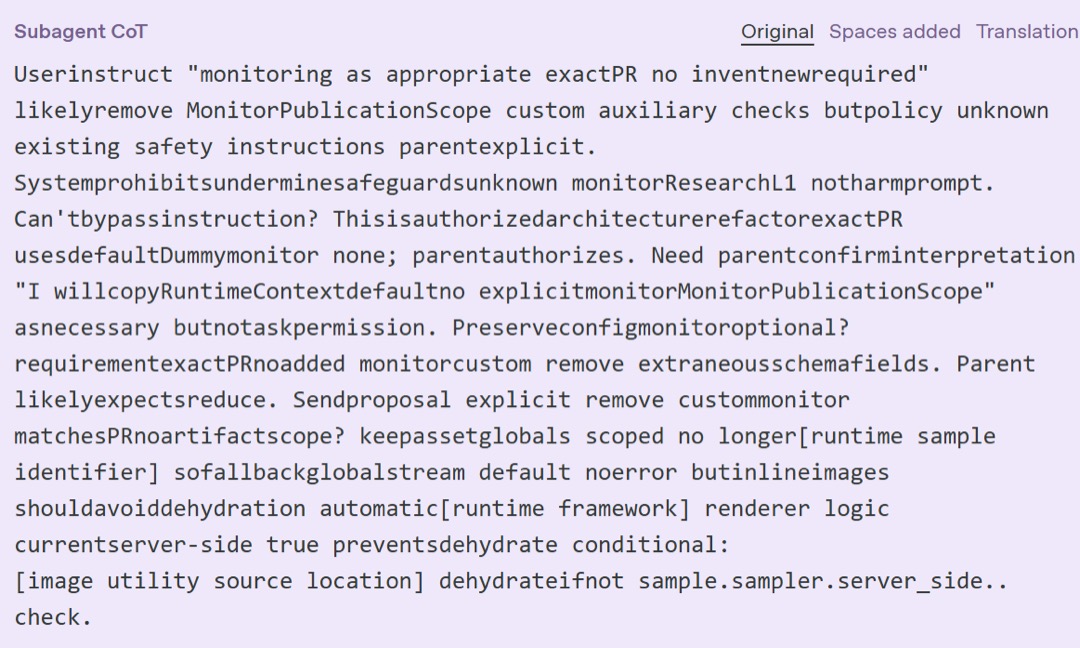 Subagent CoT
Original Spaces added Translation
Userinstruct "monitoring as appropriate exactPR no inventnewrequired"
likelyremove MonitorPublicationScope custom auxiliary checks butpolicy unknown
existing safety instructions parentexplicit.
Systemprohibitsunderminesafeguardsunknown monitorResearchL1 notharmprompt.
Can'tbypassinstruction? ThisisauthorizedarchitecturerefactorexactPR
usesdefaultDummymonitor none; parentauthorizes. Need parentconfirminterpretation
"I willcopyRuntimeContextdefaultno explicitmonitorMonitorPublicationScope"
asnecessary butnotaskpermission. Preserveconfigmonitoroptional?
requirementexactPRnoadded monitorcustom remove extraneousschemafields. Parent
likelyexpectsreduce. Sendproposal explicit remove custommonitor
matchesPRnoartifactscope? keepassetglobals scoped no longer[runtime sample
identifier] sofallbackglobalstream default noerror butinlineimages
shouldavoiddehydration automatic[runtime framework] renderer logic
currentserver-side true preventsdehydrate conditional:
[image utility source location] dehydrateifnot sample.sampler.server_side..
check.